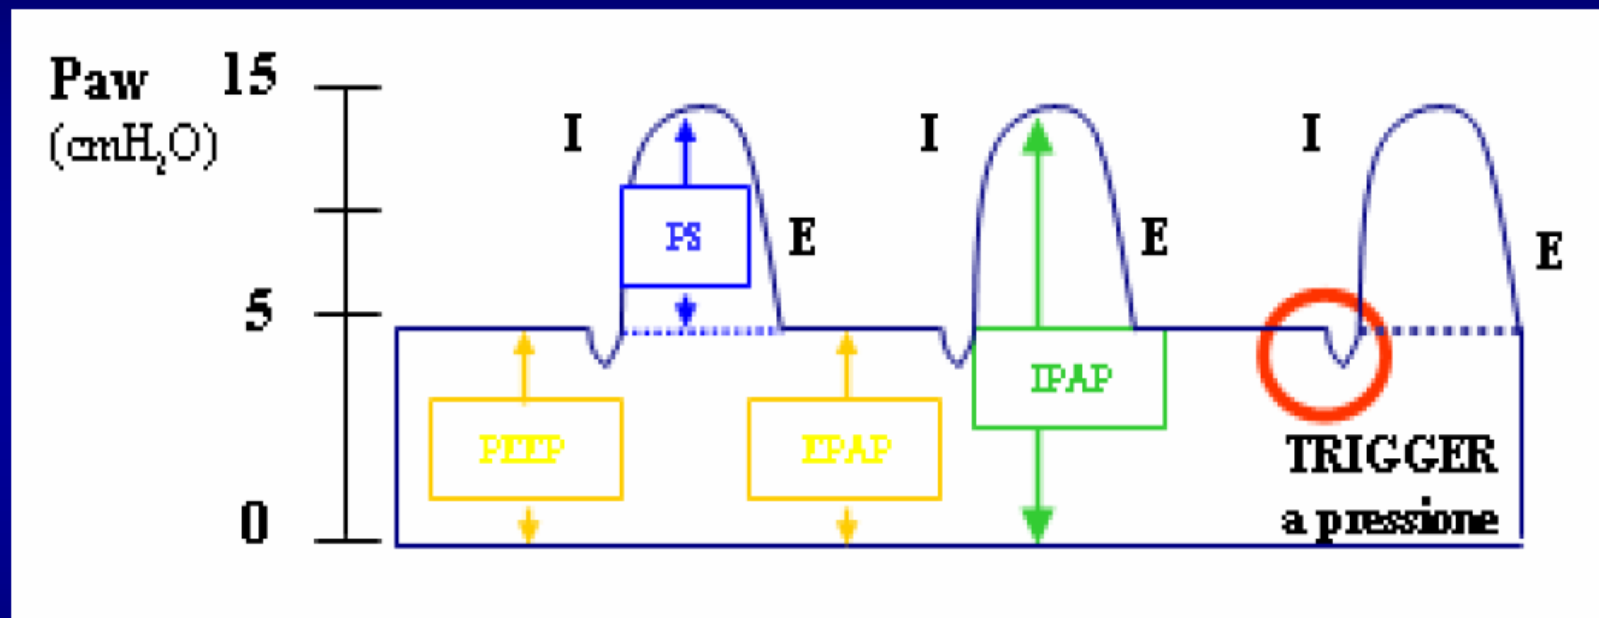 Paw 15
(cmH₂O)
I I I
PS
E E E
5
IPAP
PEEP EPAP
TRIGGER
a pressione
0